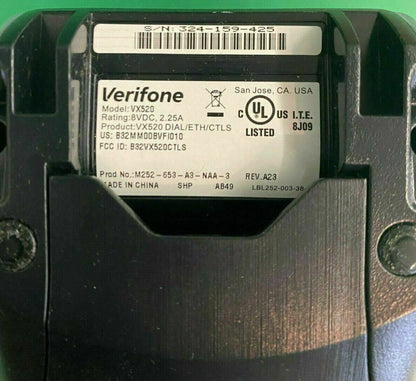 S/N: 324-159-425
Verifone
San Jose, CA. USA
Model: VX520
Rating: 8VDC, 2.25A
Product: VX520 DIAL/ETH/CTLS
US: B32MM00BVFI010
FCC ID: B32VX520CTLS
C UL US I.T.E.
LISTED 8J09
Prod No.: M252-653-A3-NAA-3 REV.A23
MADE IN CHINA SHP AB49 LBL252-003-38-